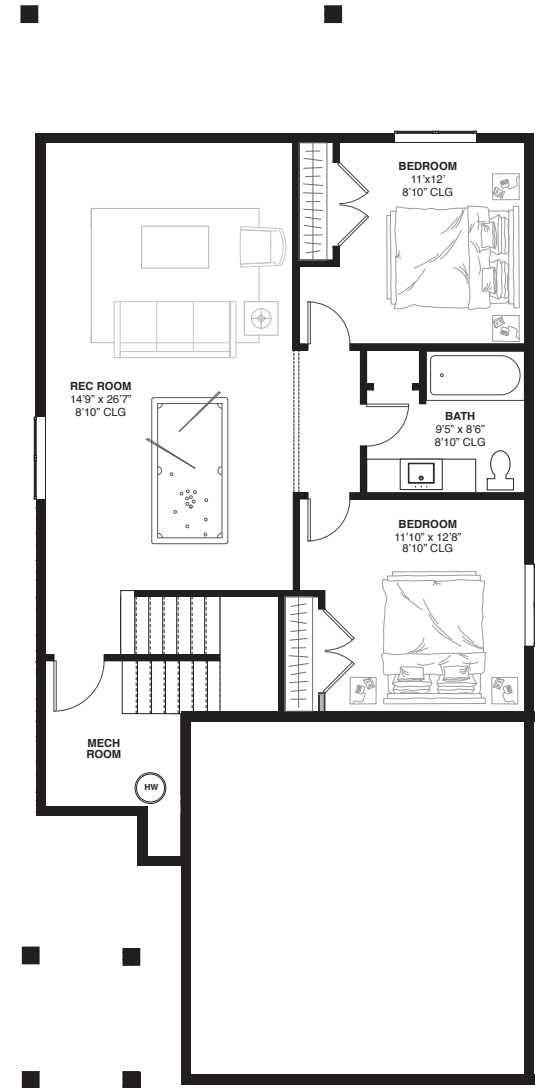 BEDROOM
11'x12'
8'10" CLG
REC ROOM
14'9" x 26'7"
8'10" CLG
BATH
9'5" x 8'6"
8'10" CLG
BEDROOM
11'10" x 12'8"
8'10" CLG
MECH
ROOM
HW